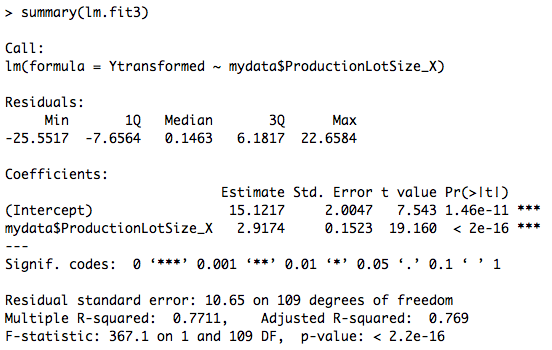 > summary(lm.fit3)
Call:
lm(formula = Ytransformed ~ mydata$ProductionLotSize_X)
Residuals:
Min 1Q Median 3Q Max
-25.5517 -7.6564 0.1463 6.1817 22.6584
Coefficients:
Estimate Std. Error t value Pr(>|t|)
(Intercept) 15.1217 2.0047 7.543 1.46e-11 ***
mydata$ProductionLotSize_X 2.9174 0.1523 19.160 < 2e-16 ***
---
Signif. codes: 0 ‘***’ 0.001 ‘**’ 0.01 ‘*’ 0.05 ‘.’ 0.1 ‘ ’ 1
Residual standard error: 10.65 on 109 degrees of freedom
Multiple R-squared: 0.7711, Adjusted R-squared: 0.769
F-statistic: 367.1 on 1 and 109 DF, p-value: < 2.2e-16